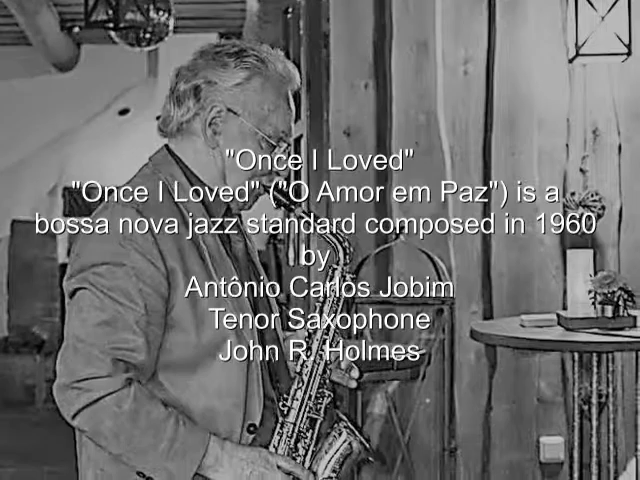 "Once I Loved"
"Once I Loved" ("O Amor em Paz") is a
bossa nova jazz standard composed in 1960
by
Antônio Carlos Jobim
Tenor Saxophone
John R. Holmes